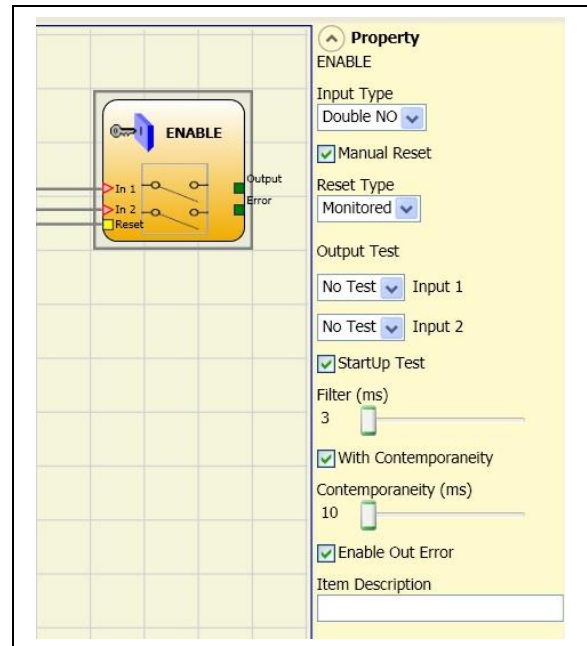 ENABLE
In 1
In 2
Reset
Output
Error
Property
ENABLE
Input Type
Double NO
Manual Reset
Reset Type
Monitored
Output Test
No Test Input 1
No Test Input 2
StartUp Test
Filter (ms)
3
With Contemporaneity
Contemporaneity (ms)
10
Enable Out Error
Item Description